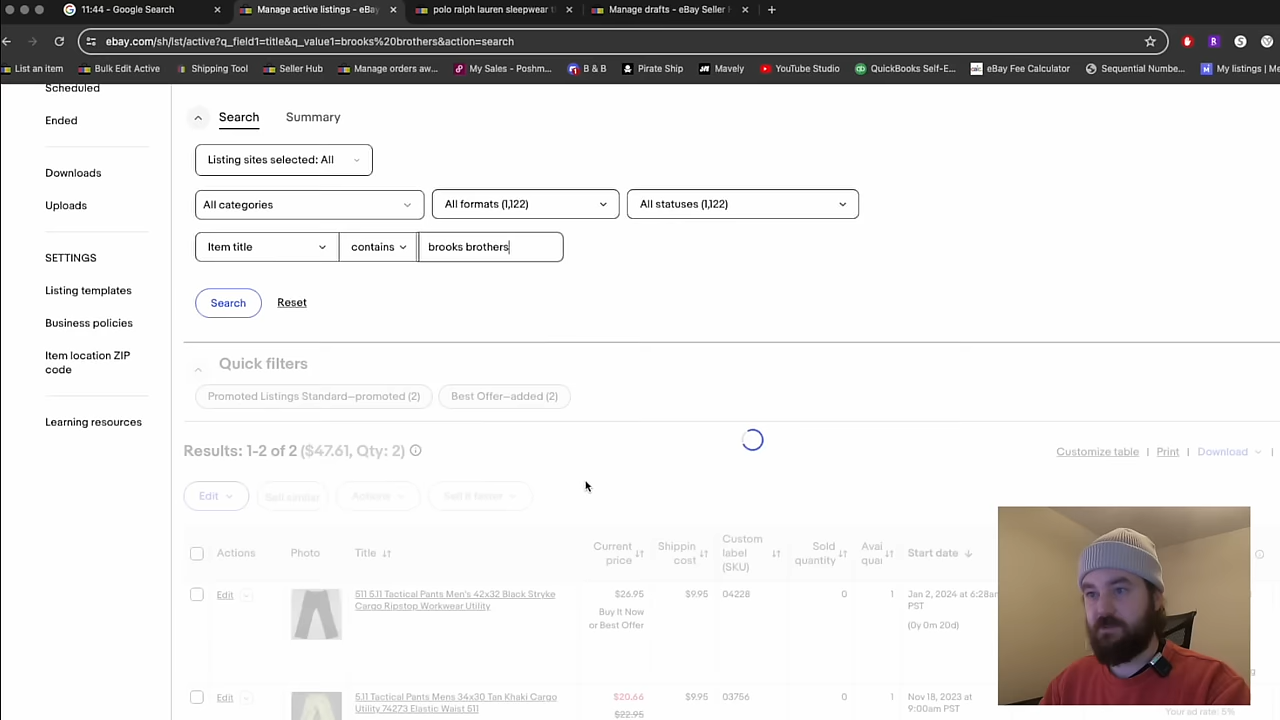 11:44 - Google Search
Manage active listings - eBay
polo ralph lauren sleepwear t
Manage drafts - eBay Seller H
ebay.com/sh/lst/active?q_field1=title&q_value1=brooks%20brothers&action=search
List an item
Bulk Edit Active
Shipping Tool
Seller Hub
Manage orders aw...
My Sales - Poshm...
B & B
Pirate Ship
Mavely
YouTube Studio
QuickBooks Self-E...
eBay Fee Calculator
Sequential Numbe...
My listings | Me
Scheduled
Ended
Downloads
Uploads
SETTINGS
Listing templates
Business policies
Item location ZIP
code
Learning resources
Search
Summary
Listing sites selected: All
All categories
All formats (1,122)
All statuses (1,122)
Item title
contains
brooks brothers
Search
Reset
Quick filters
Promoted Listings Standard–promoted (2)
Best Offer–added (2)
Results: 1-2 of 2 ($47.61, Qty: 2)
Customize table | Print | Download |
Edit
Sell similar
Actions
Actions
Photo
Title
Current
price
Shippin
cost
Custom
label
(SKU)
Sold
quantity
Avai
quar
Start date
Edit
511 5.11 Tactical Pants Men's 42x32 Black Stryke
Cargo Ripstop Workwear Utility
$26.95
Buy It Now
or Best Offer
$9.95
04228
0
1
Jan 2, 2024 at 6:28am
PST
(0y 0m 20d)
Edit
5.11 Tactical Pants Mens 34x30 Tan Khaki Cargo
Utility 74273 Elastic Waist 511
$20.66
$22.95
$9.95
03756
0
1
Nov 18, 2023 at
9:00am PST
Your ad rate: 5%